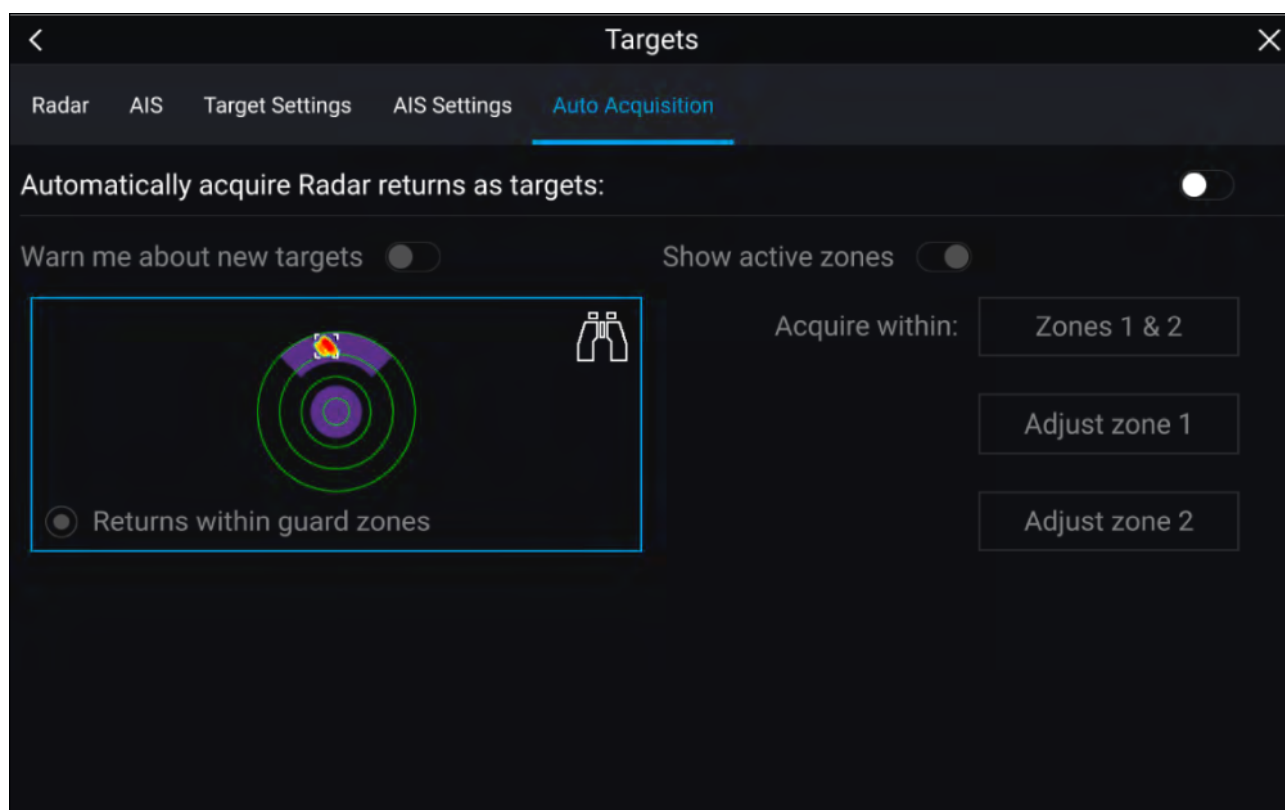 Targets
Radar AIS Target Settings AIS Settings Auto Acquisition
Automatically acquire Radar returns as targets:
Warn me about new targets Show active zones
Acquire within: Zones 1 & 2
Adjust zone 1
Returns within guard zones Adjust zone 2